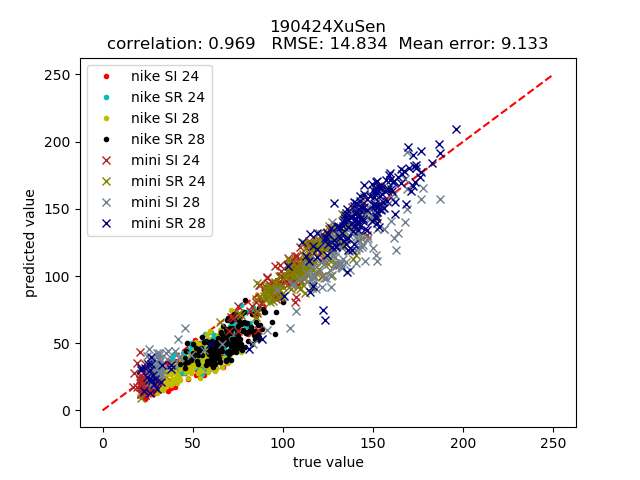 190424XuSen
correlation: 0.969   RMSE: 14.834  Mean error: 9.133
250
200
150
100
50
0
predicted value
nike SI 24
nike SR 24
nike SI 28
nike SR 28
mini SI 24
mini SR 24
mini SI 28
mini SR 28
0 50 100 150 200 250
true value